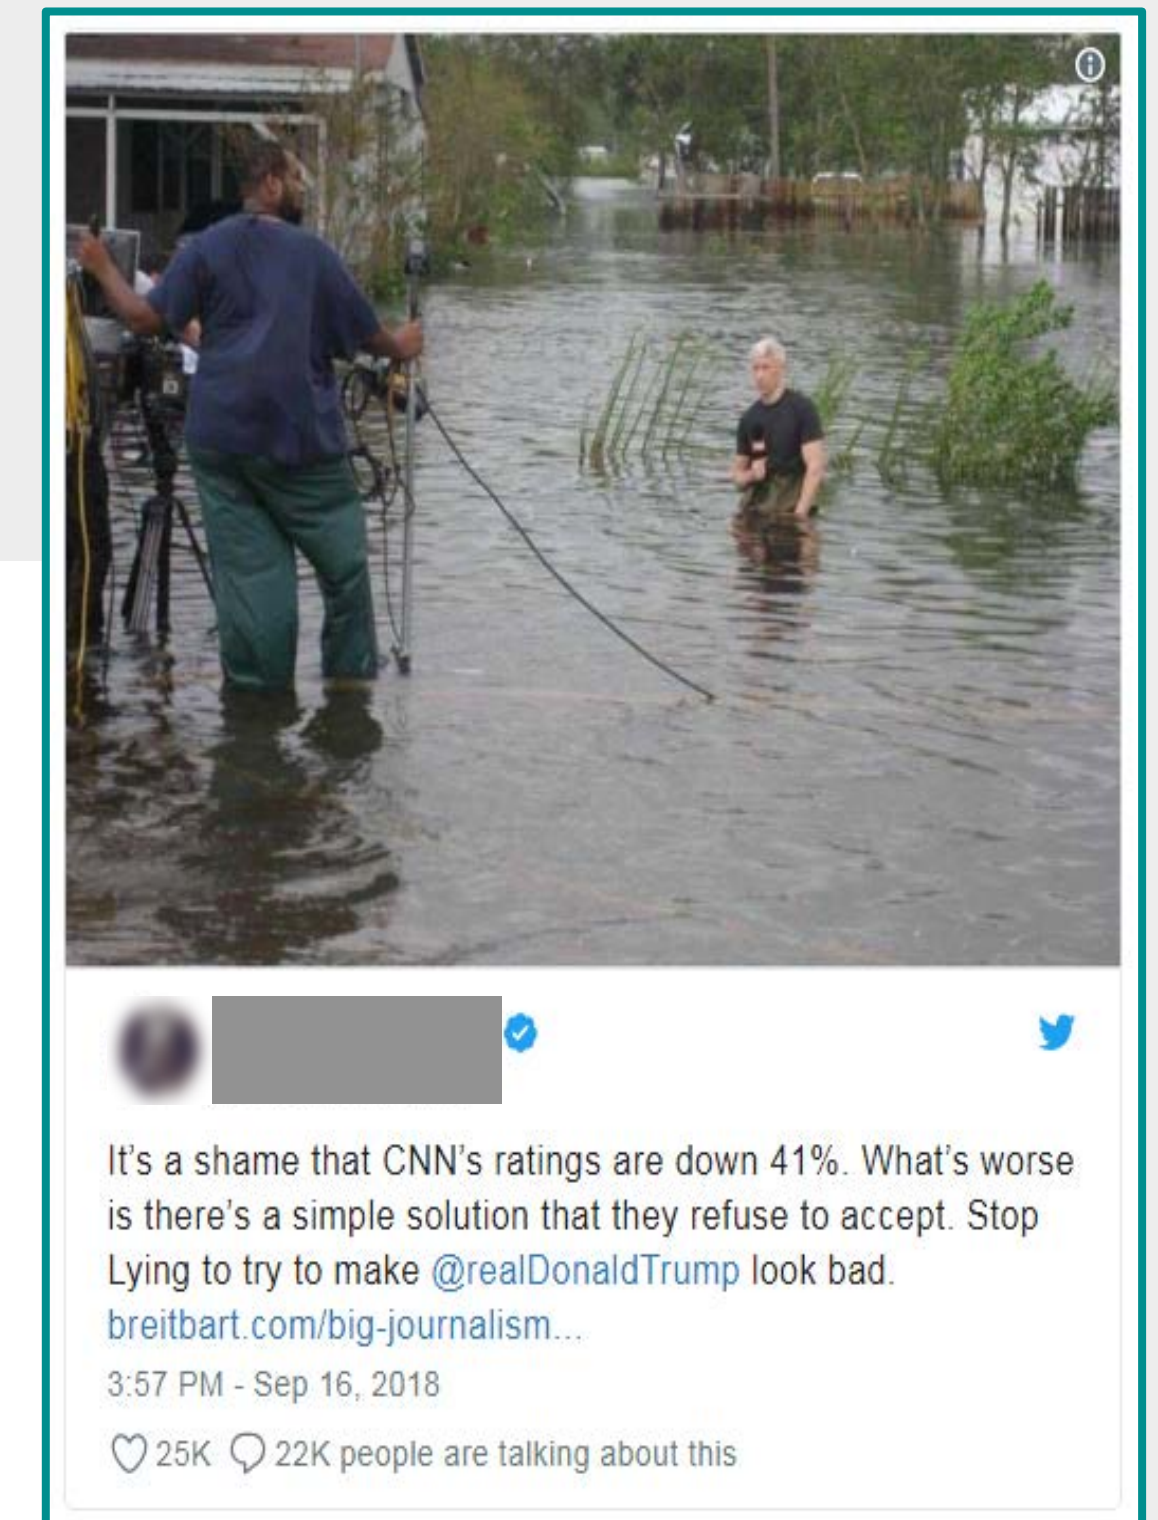 It's a shame that CNN's ratings are down 41%. What's worse
is there's a simple solution that they refuse to accept. Stop
Lying to try to make @realDonaldTrump look bad.
breitbart.com/big-journalism...
3:57 PM - Sep 16, 2018
25K 22K people are talking about this